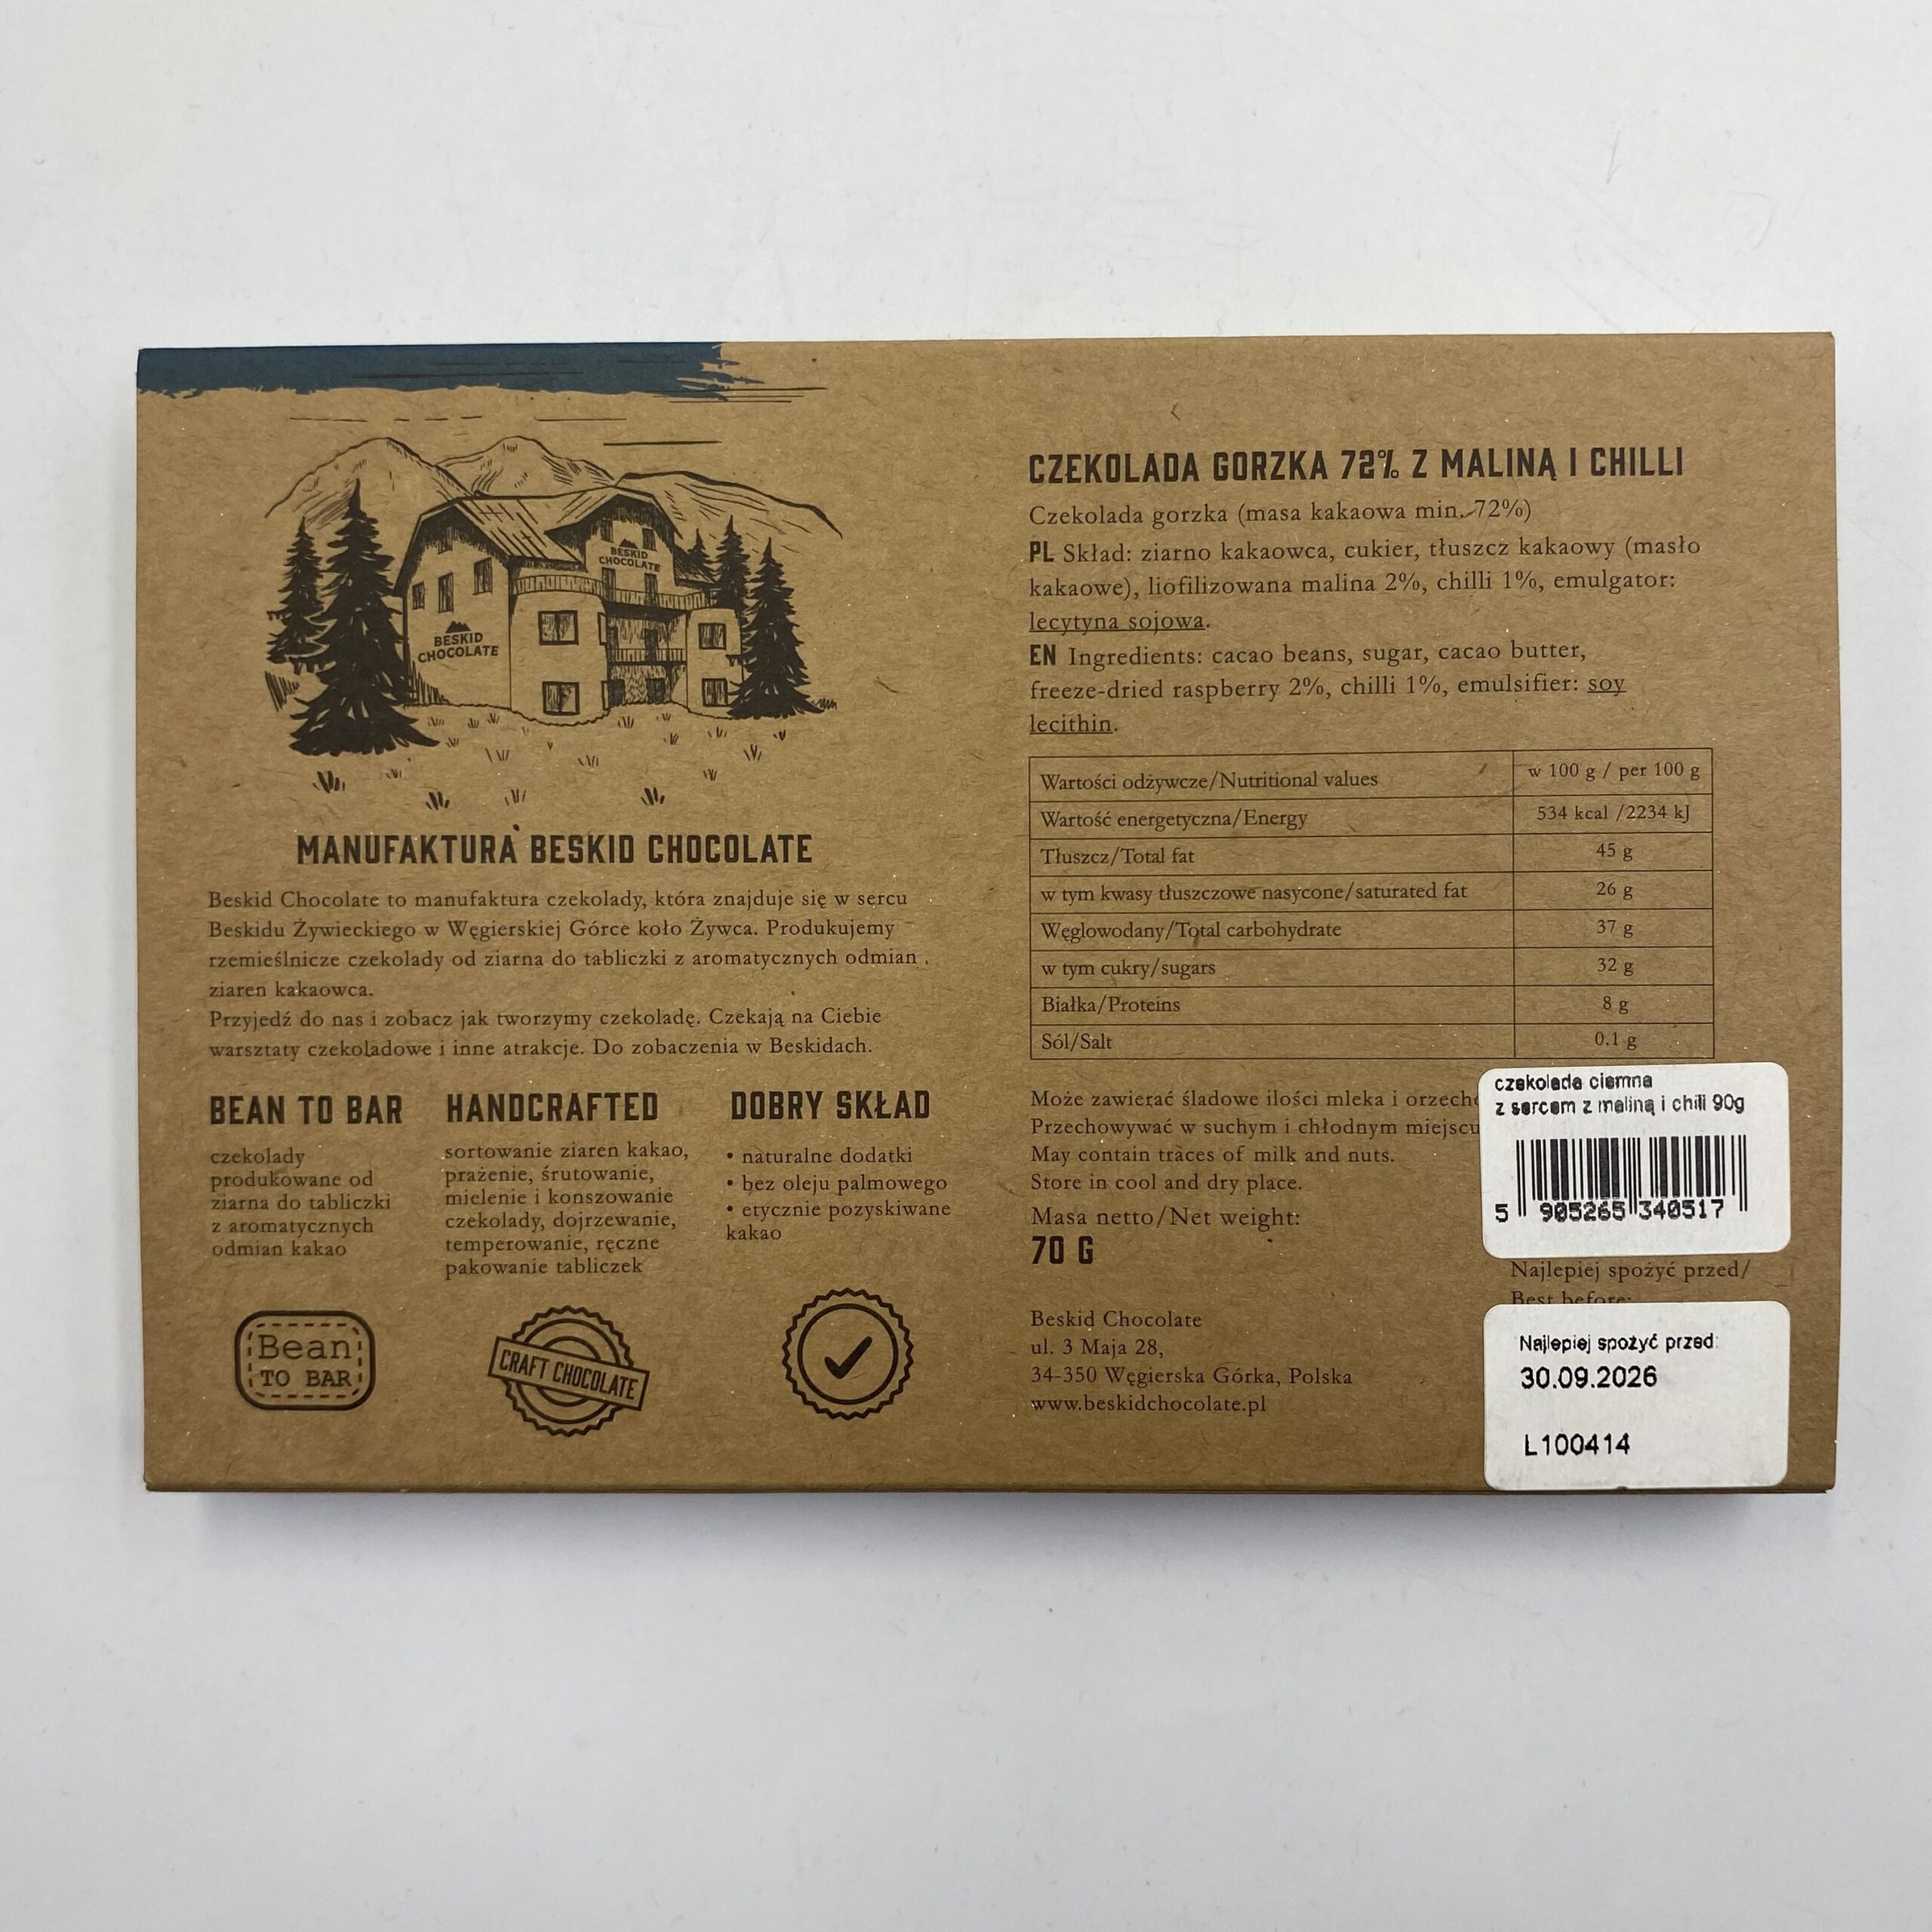 BESKID
CHOCOLATE
BESKID
CHOCOLATE
MANUFAKTURA BESKID CHOCOLATE
Beskid Chocolate to manufaktura czekolady, która znajduje się w sercu
Beskidu Żywieckiego w Węgierskiej Górce koło Żywca. Produkujemy
rzemieślnicze czekolady od ziarna do tabliczki z aromatycznych odmian
ziaren kakaowca.
Przyjedź do nas i zobacz jak tworzymy czekoladę. Czekają na Ciebie
warsztaty czekoladowe i inne atrakcje. Do zobaczenia w Beskidach.
BEAN TO BAR
czekolady
produkowane od
ziarna do tabliczki
z aromatycznych
odmian kakao
Bean
TO BAR
HANDCRAFTED
sortowanie ziaren kakao,
prażenie, śrutowanie,
mielenie i konszowanie
czekolady, dojrzewanie,
temperowanie, ręczne
pakowanie tabliczek
CRAFT CHOCOLATE
DOBRY SKŁAD
• naturalne dodatki
• bez oleju palmowego
• etycznie pozyskiwane
kakao
CZEKOLADA GORZKA 72% Z MALINĄ I CHILLI
Czekolada gorzka (masa kakaowa min. 72%)
PL Skład: ziarno kakaowca, cukier, tłuszcz kakaowy (masło
kakaowe), liofilizowana malina 2%, chilli 1%, emulgator:
lecytyna sojowa.
EN Ingredients: cacao beans, sugar, cacao butter,
freeze-dried raspberry 2%, chilli 1%, emulsifier: soy
lecithin.
Wartości odżywcze/Nutritional values w 100 g / per 100 g
Wartość energetyczna/Energy 534 kcal /2234 kJ
Tłuszcz/Total fat 45 g
w tym kwasy tłuszczowe nasycone/saturated fat 26 g
Węglowodany/Total carbohydrate 37 g
w tym cukry/sugars 32 g
Białka/Proteins 8 g
Sól/Salt 0.1 g
Może zawierać śladowe ilości mleka i orzecho
Przechowywać w suchym i chłodnym miejscu
May contain traces of milk and nuts.
Store in cool and dry place.
Masa netto/Net weight:
70 G
Beskid Chocolate
ul. 3 Maja 28,
34-350 Węgierska Górka, Polska
www.beskidchocolate.pl
czekolada ciemna
z sercem z maliną i chili 90g
5 905265 340517
Najlepiej spożyć przed/
Best before:
Najlepiej spożyć przed:
30.09.2026
L100414